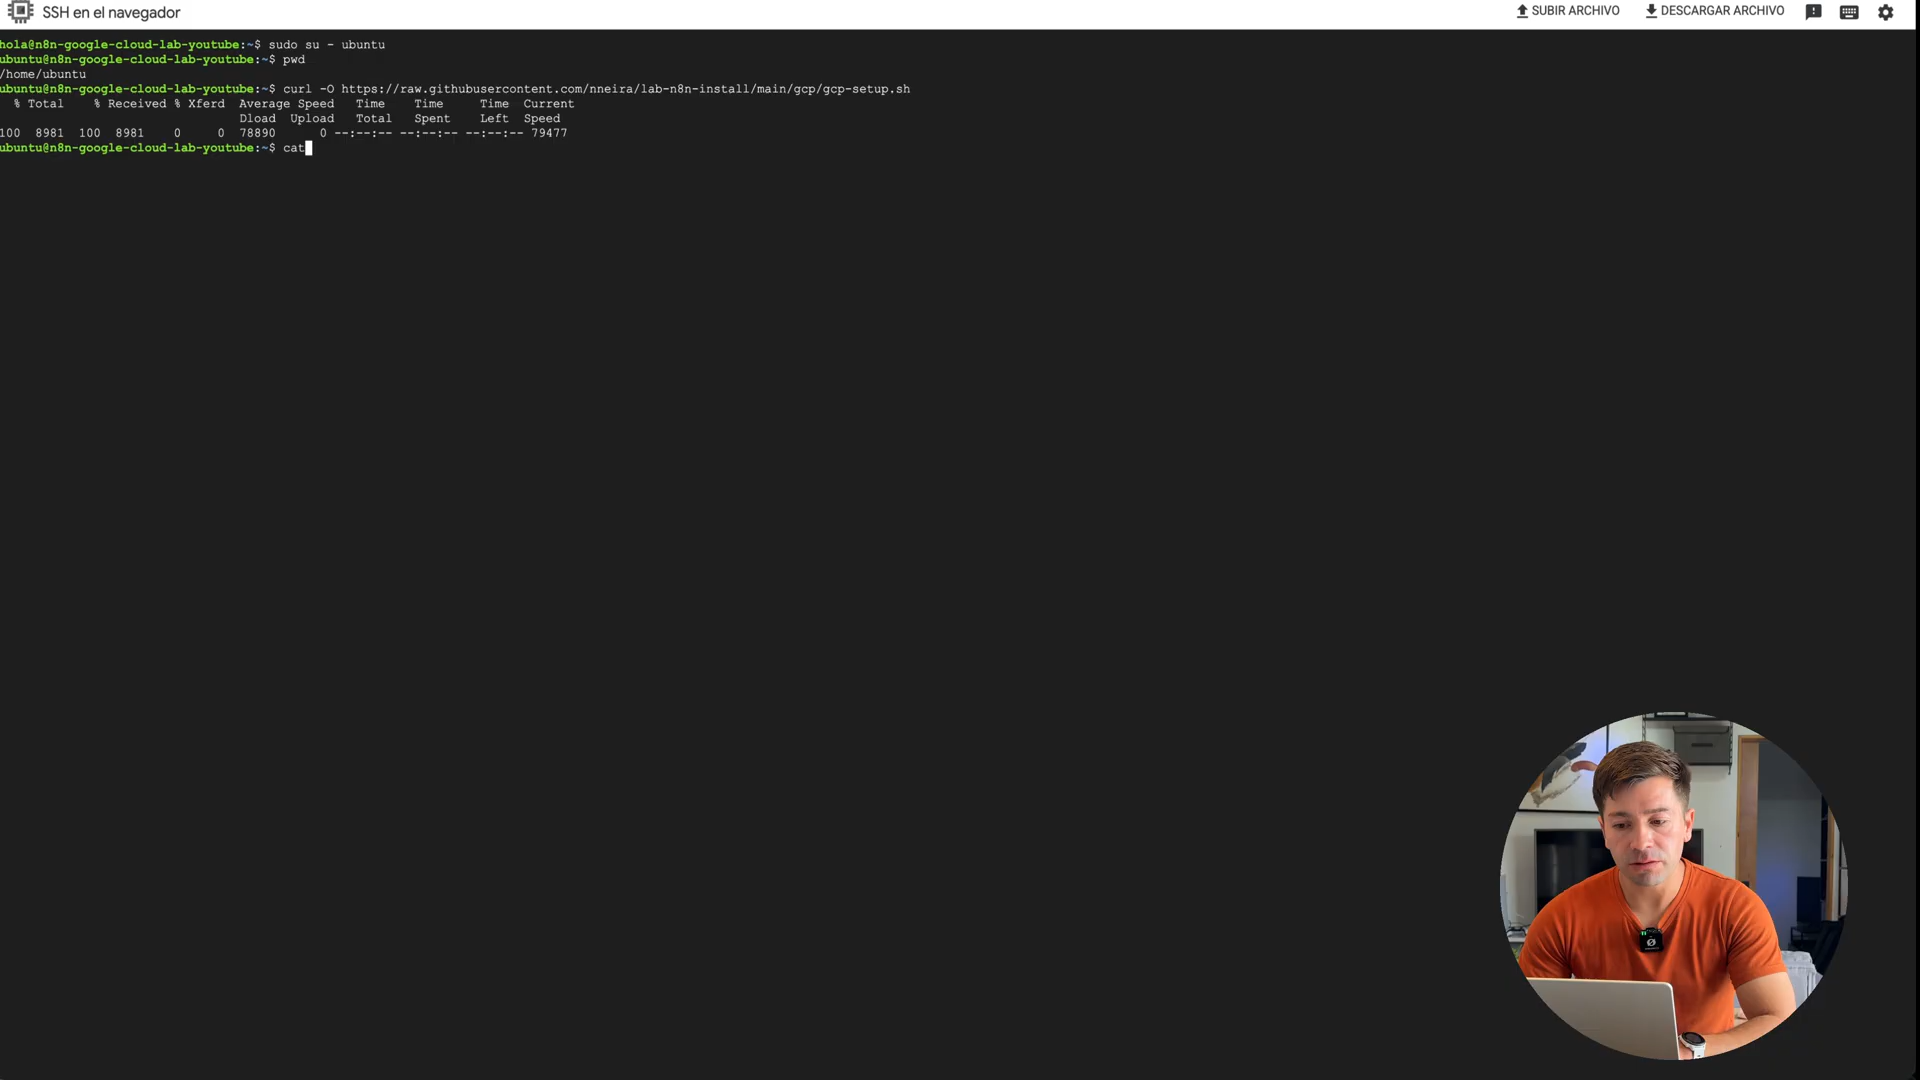 SSH en el navegador
SUBIR ARCHIVO
DESCARGAR ARCHIVO
hola@n8n-google-cloud-lab-youtube:~$ sudo su - ubuntu
ubuntu@n8n-google-cloud-lab-youtube:~$ pwd
/home/ubuntu
ubuntu@n8n-google-cloud-lab-youtube:~$ curl -O https://raw.githubusercontent.com/nneira/lab-n8n-install/main/gcp/gcp-setup.sh
% Total % Received % Xferd Average Speed Time Time Time Current
Dload Upload Total Spent Left Speed
100 8981 100 8981 0 0 78890 0 --:--:-- --:--:-- --:--:-- 79477
ubuntu@n8n-google-cloud-lab-youtube:~$ cat